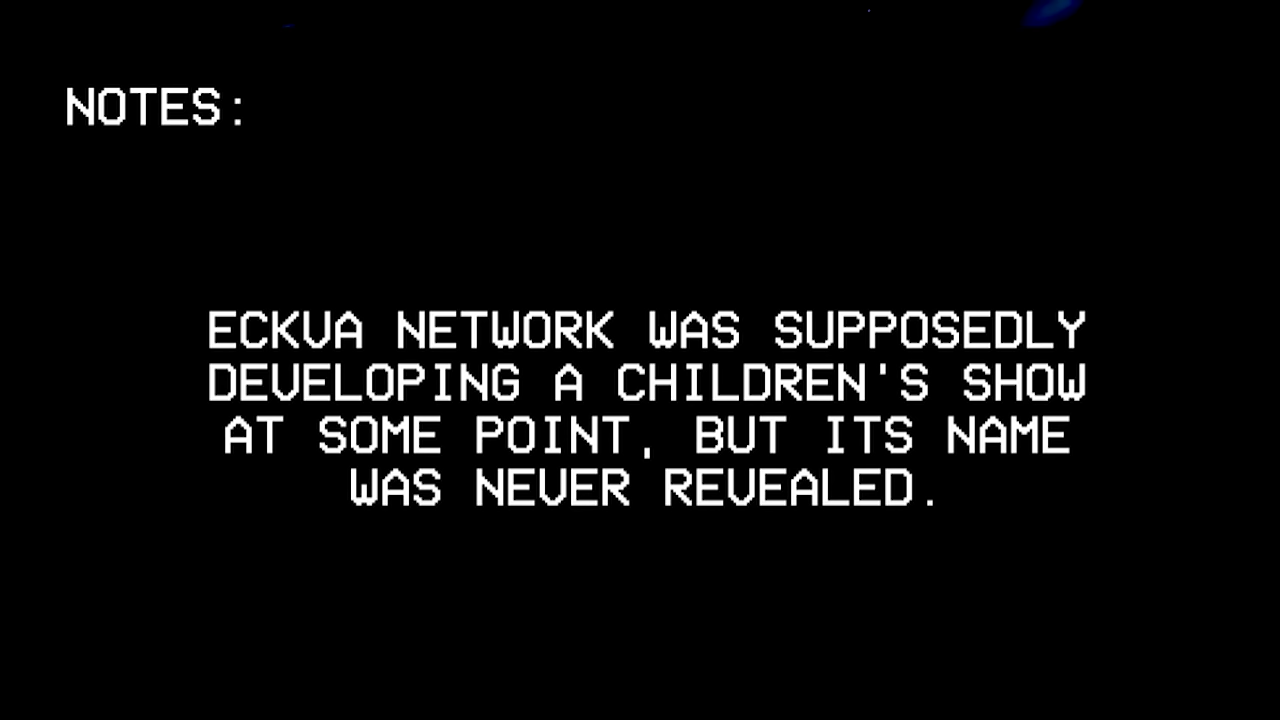 NOTES:
ECKVA NETWORK WAS SUPPOSEDLY
DEVELOPING A CHILDREN'S SHOW
AT SOME POINT, BUT ITS NAME
WAS NEVER REVEALED.